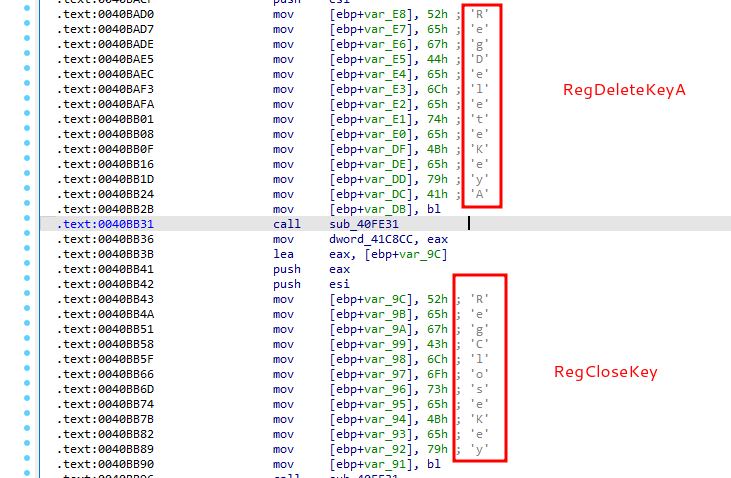 .text:0040BACF push esi
.text:0040BAD0 mov [ebp+var_E8], 52h ; 'R'
.text:0040BAD7 mov [ebp+var_E7], 65h ; 'e'
.text:0040BADE mov [ebp+var_E6], 67h ; 'g'
.text:0040BAE5 mov [ebp+var_E5], 44h ; 'D'
.text:0040BAEC mov [ebp+var_E4], 65h ; 'e'
.text:0040BAF3 mov [ebp+var_E3], 6Ch ; 'l'
.text:0040BAFA mov [ebp+var_E2], 65h ; 'e'
RegDeleteKeyA
.text:0040BB01 mov [ebp+var_E1], 74h ; 't'
.text:0040BB08 mov [ebp+var_E0], 65h ; 'e'
.text:0040BB0F mov [ebp+var_DF], 4Bh ; 'K'
.text:0040BB16 mov [ebp+var_DE], 65h ; 'e'
.text:0040BB1D mov [ebp+var_DD], 79h ; 'y'
.text:0040BB24 mov [ebp+var_DC], 41h ; 'A'
.text:0040BB2B mov [ebp+var_DB], bl
.text:0040BB31 call sub_40FE31
.text:0040BB36 mov dword_41C8CC, eax
.text:0040BB3B lea eax, [ebp+var_9C]
.text:0040BB41 push eax
.text:0040BB42 push esi
.text:0040BB43 mov [ebp+var_9C], 52h ; 'R'
.text:0040BB4A mov [ebp+var_9B], 65h ; 'e'
.text:0040BB51 mov [ebp+var_9A], 67h ; 'g'
.text:0040BB58 mov [ebp+var_99], 43h ; 'C'
.text:0040BB5F mov [ebp+var_98], 6Ch ; 'l'
.text:0040BB66 mov [ebp+var_97], 6Fh ; 'o'
RegCloseKey
.text:0040BB6D mov [ebp+var_96], 73h ; 's'
.text:0040BB74 mov [ebp+var_95], 65h ; 'e'
.text:0040BB7B mov [ebp+var_94], 4Bh ; 'K'
.text:0040BB82 mov [ebp+var_93], 65h ; 'e'
.text:0040BB89 mov [ebp+var_92], 79h ; 'y'
.text:0040BB90 mov [ebp+var_91], bl
.text:0040BB96 call sub_40FE31